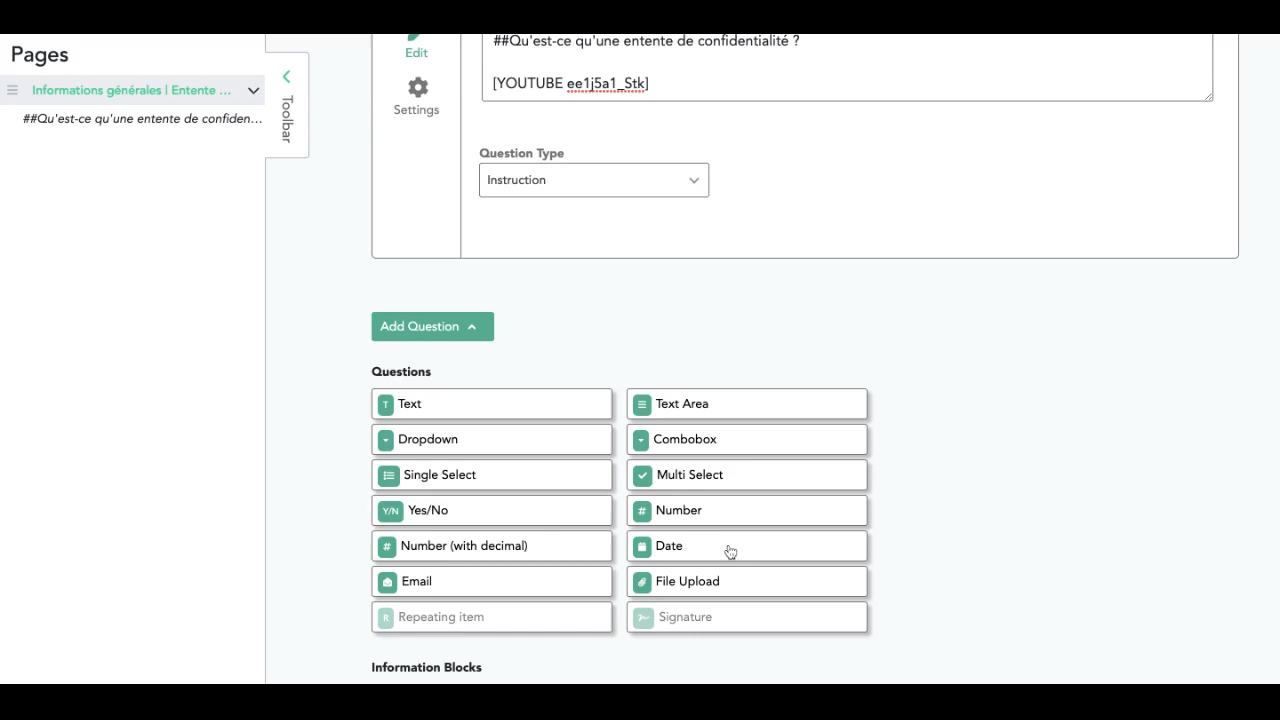 Pages
Informations générales | Entente ...
##Qu'est-ce qu'une entente de confiden...
Toolbar
Edit
Settings
##Qu'est-ce qu'une entente de confidentialité ?
[YOUTUBE ee1j5a1_Stk]
Question Type
Instruction
Add Question
Questions
T Text
Text Area
Dropdown
Combobox
Single Select
Multi Select
Y/N Yes/No
# Number
# Number (with decimal)
Date
Email
File Upload
R Repeating item
Signature
Information Blocks